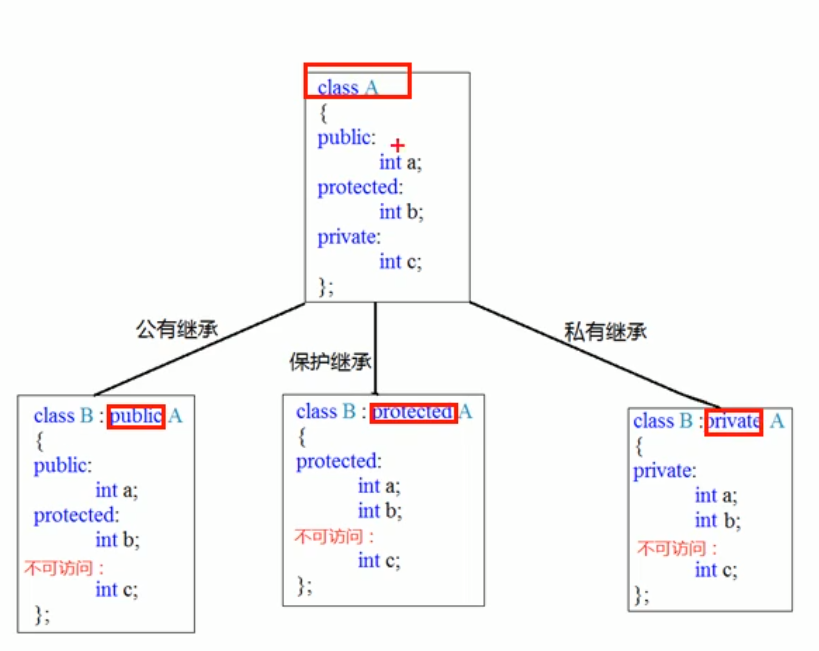 class A
{
public:
int a;
protected:
int b;
private:
int c;
};
公有继承
保护继承
私有继承
class B : public A
{
public:
int a;
protected:
int b;
不可访问：
int c;
};
class B : protected A
{
protected:
int a;
int b;
不可访问：
int c;
};
class B : private A
{
private:
int a;
int b;
不可访问：
int c;
};